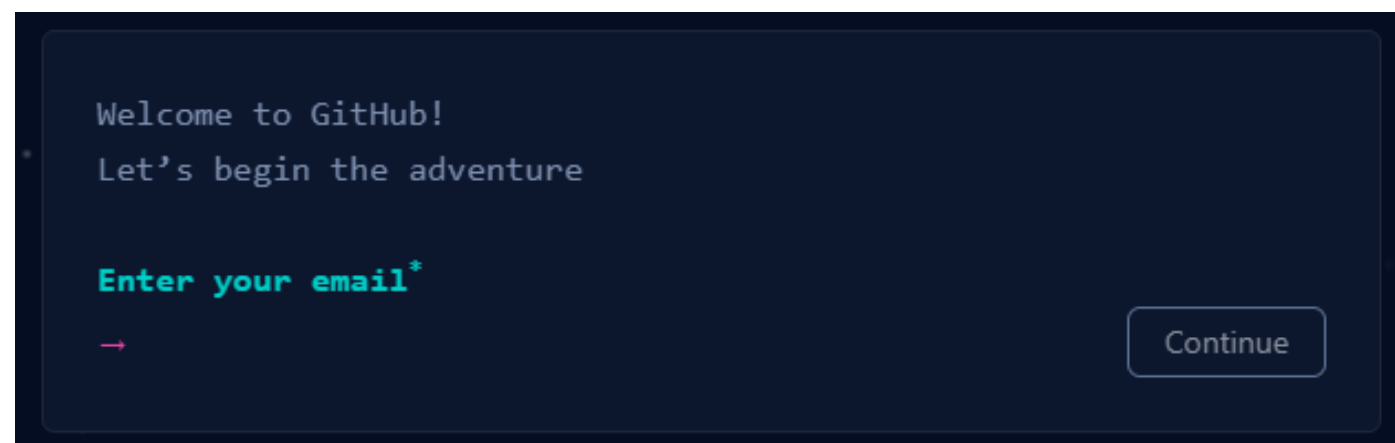 Welcome to GitHub!
Let’s begin the adventure
Enter your email*
→
Continue